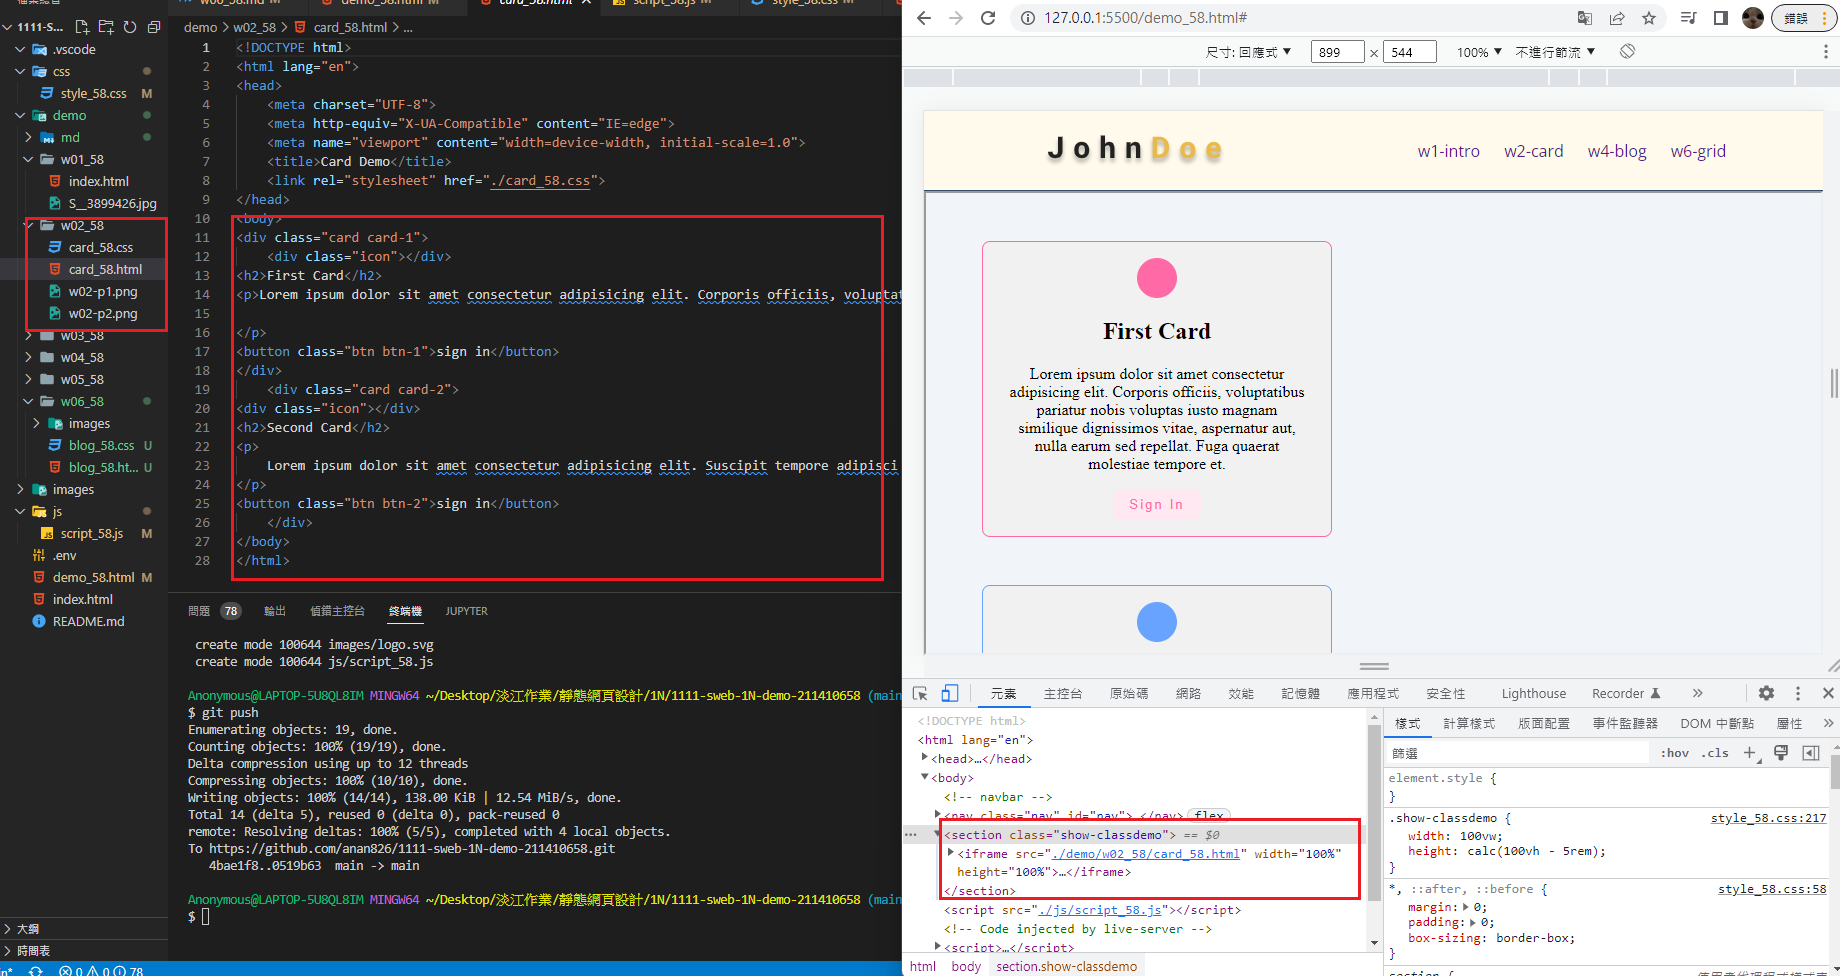 1111-S...
.vscode
css
style_58.css M
demo
md
w01_58
index.html
S__3899426.jpg
w02_58
card_58.css
card_58.html
w02-p1.png
w02-p2.png
w03_58
w04_58
w05_58
w06_58
images
blog_58.css U
blog_58.ht... U
images
js
script_58.js M
.env
demo_58.html M
index.html
README.md
大綱
時間表
demo > w02_58 > card_58.html > ...
1 <!DOCTYPE html>
2 <html lang="en">
3 <head>
4 <meta charset="UTF-8">
5 <meta http-equiv="X-UA-Compatible" content="IE=edge">
6 <meta name="viewport" content="width=device-width, initial-scale=1.0">
7 <title>Card Demo</title>
8 <link rel="stylesheet" href="./card_58.css">
9 </head>
10 <body>
11 <div class="card card-1">
12 <div class="icon"></div>
13 <h2>First Card</h2>
14 <p>Lorem ipsum dolor sit amet consectetur adipisicing elit. Corporis officiis, voluptat
15
16 </p>
17 <button class="btn btn-1">sign in</button>
18 </div>
19 <div class="card card-2">
20 <div class="icon"></div>
21 <h2>Second Card</h2>
22 <p>
23 Lorem ipsum dolor sit amet consectetur adipisicing elit. Suscipit tempore adipisci
24 </p>
25 <button class="btn btn-2">sign in</button>
26 </div>
27 </body>
28 </html>
問題 78 輸出 偵錯主控台 終端機 JUPYTER
create mode 100644 images/logo.svg
create mode 100644 js/script_58.js
Anonymous@LAPTOP-5U8QL8IM MINGW64 ~/Desktop/淡江作業/靜態網頁設計/1N/1111-sweb-1N-demo-211410658 (main
$ git push
Enumerating objects: 19, done.
Counting objects: 100% (19/19), done.
Delta compression using up to 12 threads
Compressing objects: 100% (10/10), done.
Writing objects: 100% (14/14), 138.00 KiB | 12.54 MiB/s, done.
Total 14 (delta 5), reused 0 (delta 0), pack-reused 0
remote: Resolving deltas: 100% (5/5), completed with 4 local objects.
To https://github.com/anan826/1111-sweb-1N-demo-211410658.git
4bae1f8..0519b63 main -> main
Anonymous@LAPTOP-5U8QL8IM MINGW64 ~/Desktop/淡江作業/靜態網頁設計/1N/1111-sweb-1N-demo-211410658 (main
$
0 0 0 78
127.0.0.1:5500/demo_58.html#
錯誤
尺寸: 回應式 ▼ 899 × 544 100% ▼ 不進行節流 ▼
JohnDoe
w1-intro w2-card w4-blog w6-grid
First Card
Lorem ipsum dolor sit amet consectetur
adipisicing elit. Corporis officiis, voluptatibus
pariatur nobis voluptas iusto magnam
similique dignissimos vitae, aspernatur aut,
nulla earum sed repellat. Fuga quaerat
molestiae tempore et.
Sign In
元素 主控台 原始碼 網路 效能 記憶體 應用程式 安全性 Lighthouse Recorder
<!DOCTYPE html>
<html lang="en">
<head>…</head>
<body>
<!-- navbar -->
<nav class="nav" id="nav">…</nav> flex
<section class="show-classdemo"> == $0
<iframe src="./demo/w02_58/card_58.html" width="100%"
height="100%">…</iframe>
</section>
<script src="./js/script_58.js"></script>
<!-- Code injected by live-server -->
<script>…</script>
html body section.show-classdemo
樣式 計算樣式 版面配置 事件監聽器 DOM 中斷點 屬性
篩選 :hov .cls
element.style {
}
.show-classdemo { style_58.css:217
width: 100vw;
height: calc(100vh - 5rem);
}
*, ::after, ::before { style_58.css:58
margin: 0;
padding: 0;
box-sizing: border-box;
}